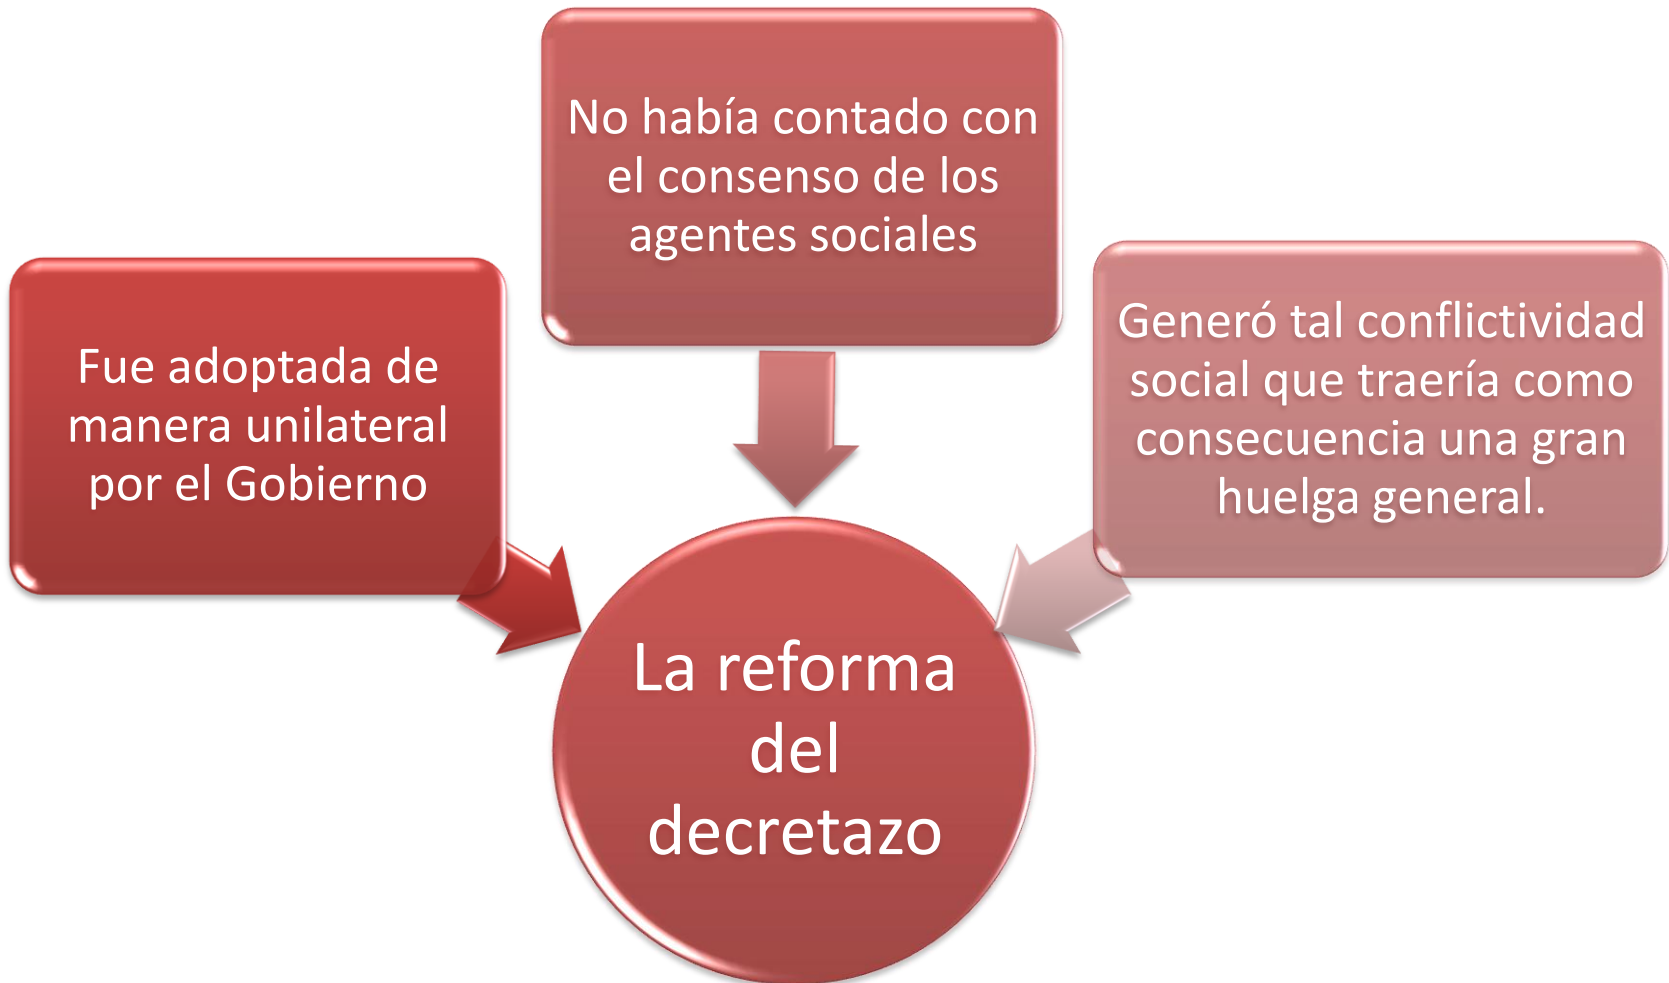 Fue adoptada de
manera unilateral
por el Gobierno
No había contado con
el consenso de los
agentes sociales
Generó tal conflictividad
social que traería como
consecuencia una gran
huelga general.
La reforma
del
decretazo